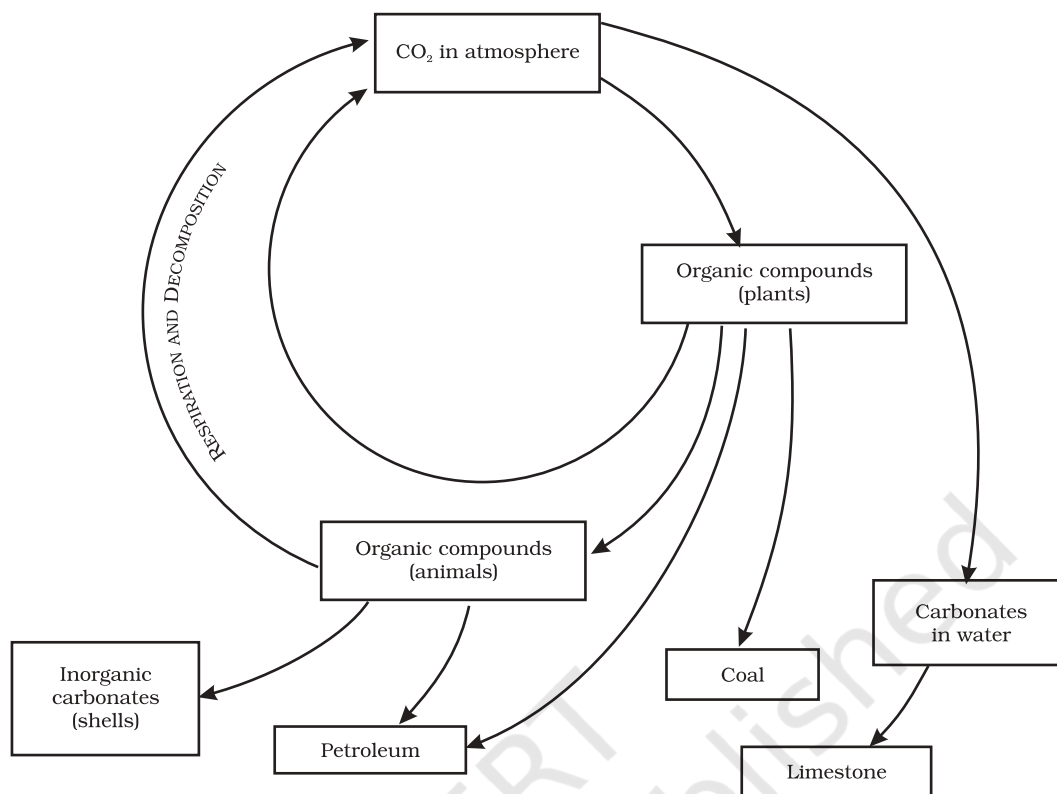 CO₂ in atmosphere
RESPIRATION AND DECOMPOSITION
Organic compounds
(plants)
Organic compounds
(animals)
Carbonates
in water
Inorganic
carbonates
(shells)
Coal
Petroleum
Limestone